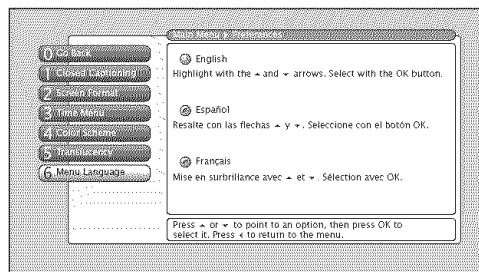 Main Menu ▸ Preferences
0 Go Back
1 Closed Captioning
2 Screen Format
3 Time Menu
4 Color Scheme
5 Translucency
6 Menu Language
English
Highlight with the ▲ and ▼ arrows. Select with the OK button.
Español
Resalte con las flechas ▲ y ▼. Seleccione con el botón OK.
Français
Mise en surbrillance avec ▲ et ▼. Sélection avec OK.
Press ▲ or ▼ to point to an option, then press OK to
select it. Press ◂ to return to the menu.